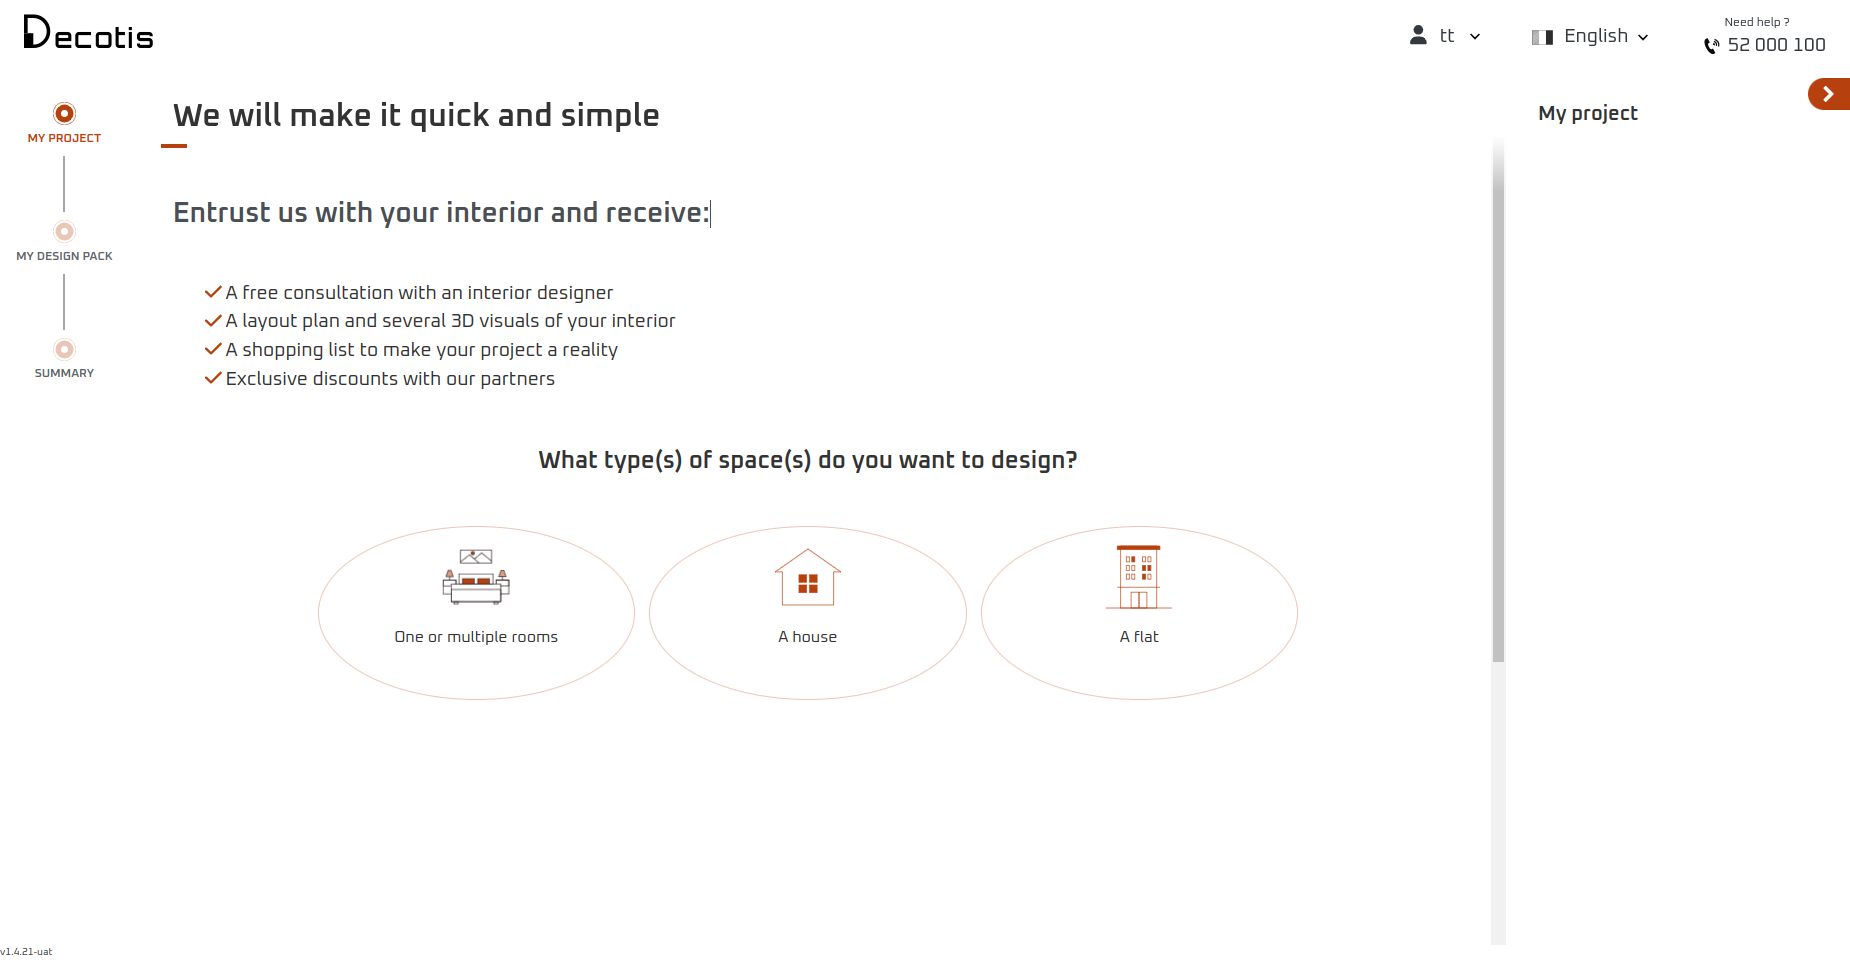 Decotis
tt
English
Need help ?
52 000 100
MY PROJECT
MY DESIGN PACK
SUMMARY
We will make it quick and simple
Entrust us with your interior and receive:
A free consultation with an interior designer
A layout plan and several 3D visuals of your interior
A shopping list to make your project a reality
Exclusive discounts with our partners
What type(s) of space(s) do you want to design?
One or multiple rooms
A house
A flat
My project
v1.4.21-uat